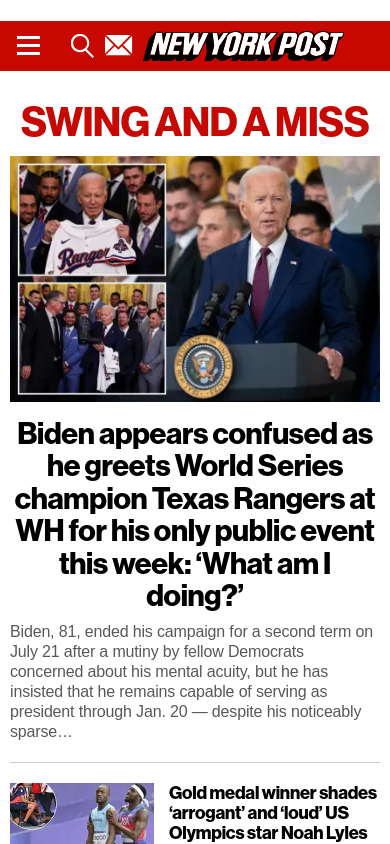 NEW YORK POST
SWING AND A MISS
Rangers
Biden appears confused as
he greets World Series
champion Texas Rangers at
WH for his only public event
this week: ‘What am I
doing?’
Biden, 81, ended his campaign for a second term on
July 21 after a mutiny by fellow Democrats
concerned about his mental acuity, but he has
insisted that he remains capable of serving as
president through Jan. 20 — despite his noticeably
sparse…
Gold medal winner shades
‘arrogant’ and ‘loud’ US
Olympics star Noah Lyles